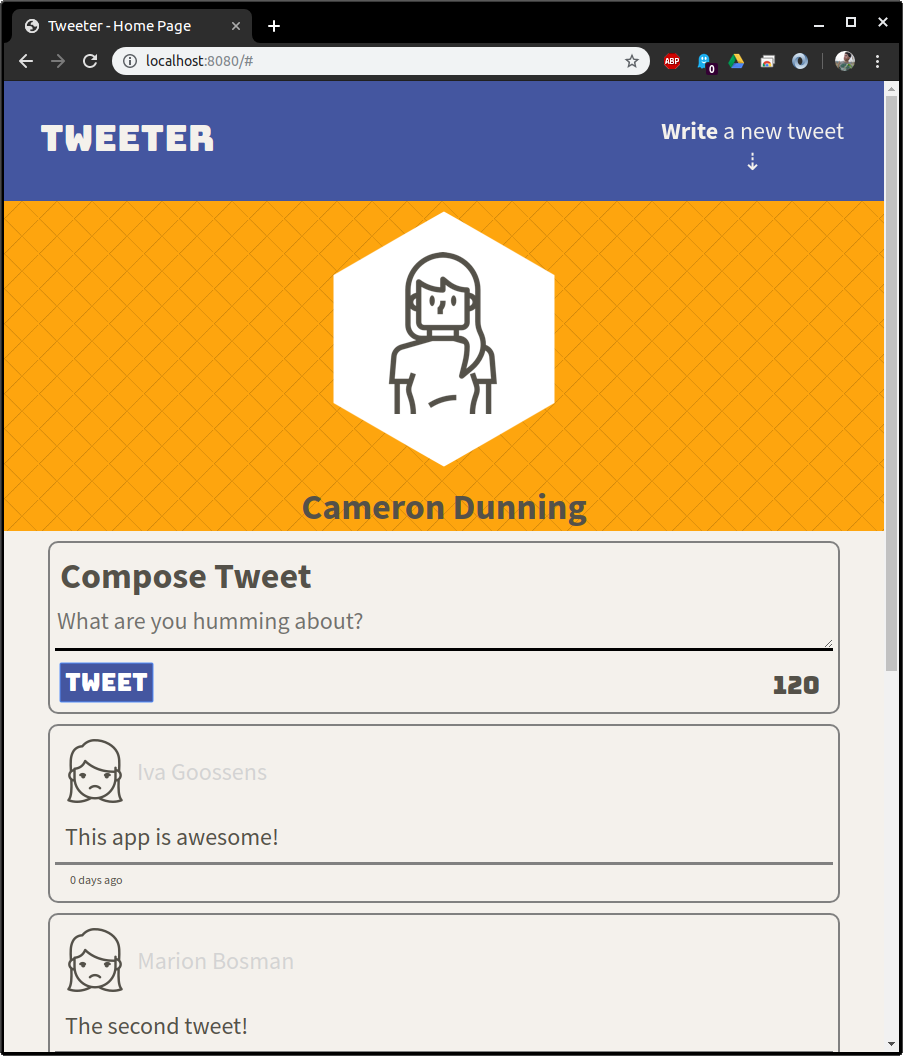 Tweeter - Home Page
localhost:8080/#
ABP
0
TWEETER
Write a new tweet
Cameron Dunning
Compose Tweet
What are you humming about?
TWEET
120
Iva Goossens
This app is awesome!
0 days ago
Marion Bosman
The second tweet!